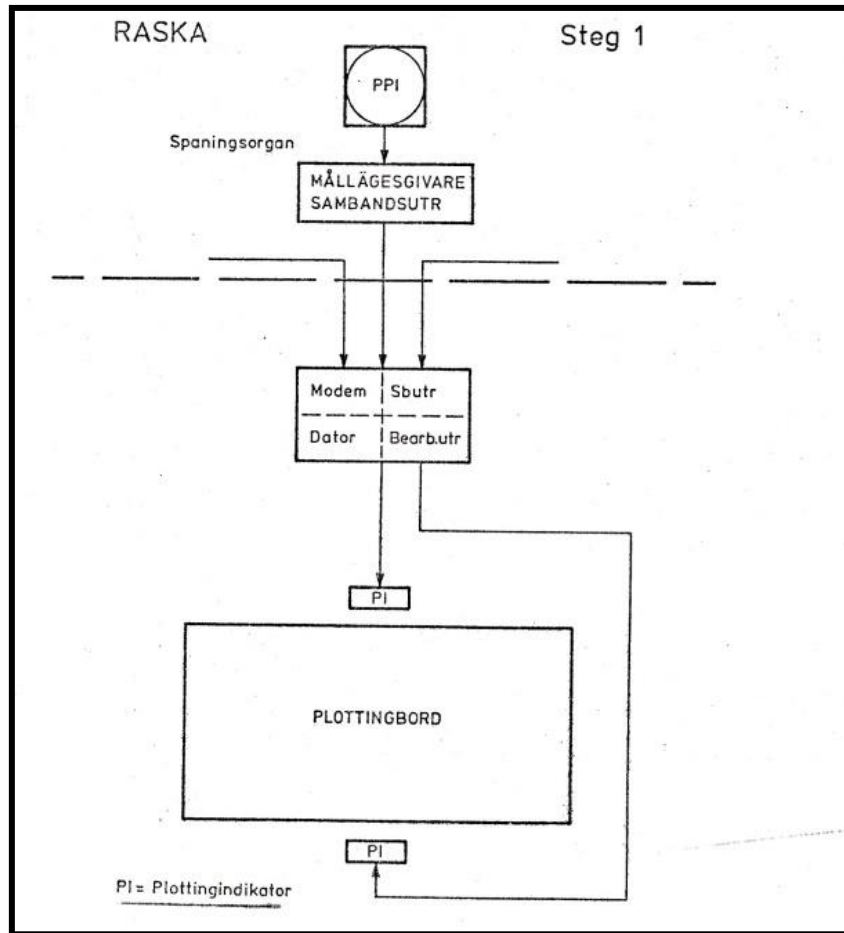 RASKA
Steg 1
PPI
Spaningsorgan
MÅLLÄGESGIVARE
SAMBANDSUTR
Modem
Sbutr
Dator
Bearb.utr
PI
PLOTTINGBORD
PI
PI = Plottingindikator